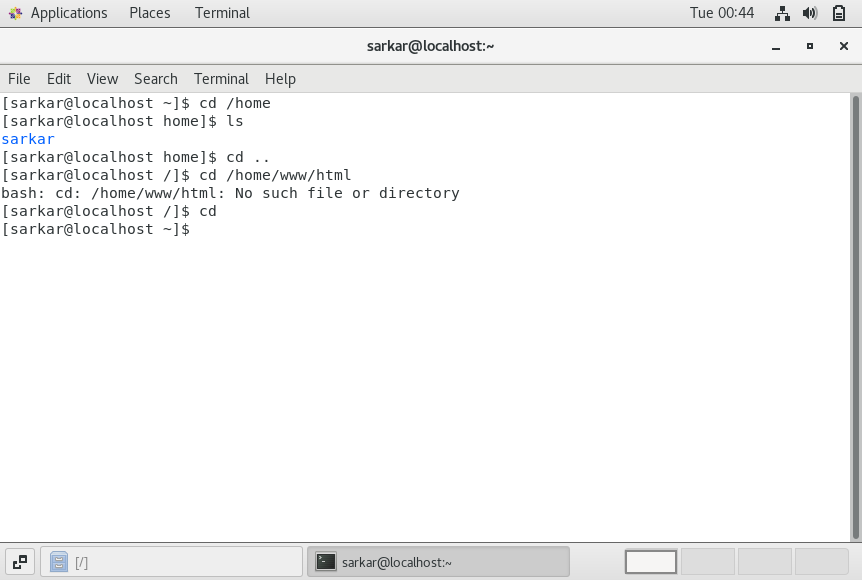 Applications Places Terminal Tue 00:44
sarkar@localhost:~
File Edit View Search Terminal Help
[sarkar@localhost ~]$ cd /home
[sarkar@localhost home]$ ls
sarkar
[sarkar@localhost home]$ cd ..
[sarkar@localhost /]$ cd /home/www/html
bash: cd: /home/www/html: No such file or directory
[sarkar@localhost /]$ cd
[sarkar@localhost ~]$
[/] sarkar@localhost:~